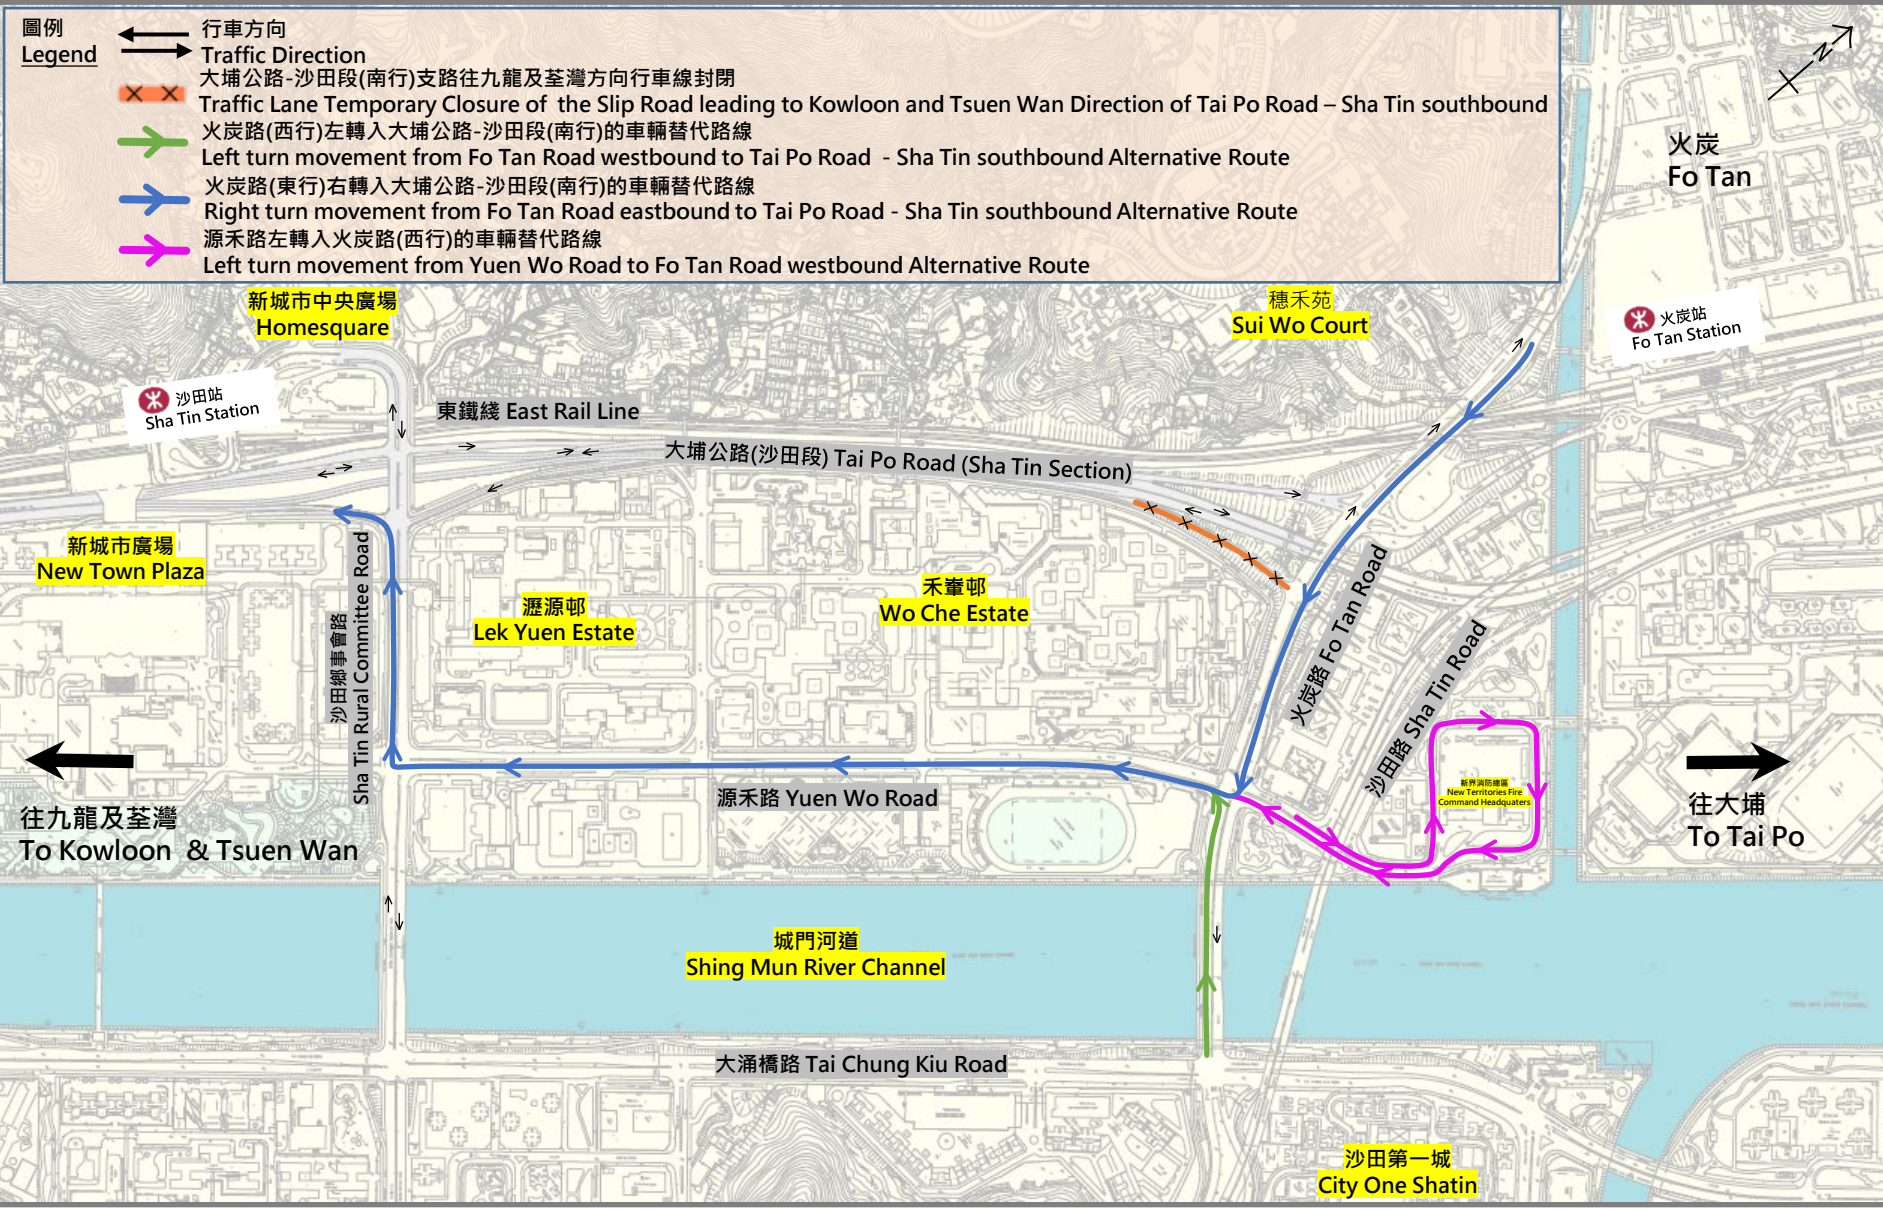 圖例
Legend
行車方向
Traffic Direction
大埔公路-沙田段(南行)支路往九龍及荃灣方向行車線封閉
Traffic Lane Temporary Closure of the Slip Road leading to Kowloon and Tsuen Wan Direction of Tai Po Road – Sha Tin southbound
火炭路(西行)左轉入大埔公路-沙田段(南行)的車輛替代路線
Left turn movement from Fo Tan Road westbound to Tai Po Road - Sha Tin southbound Alternative Route
火炭路(東行)右轉入大埔公路-沙田段(南行)的車輛替代路線
Right turn movement from Fo Tan Road eastbound to Tai Po Road - Sha Tin southbound Alternative Route
源禾路左轉入火炭路(西行)的車輛替代路線
Left turn movement from Yuen Wo Road to Fo Tan Road westbound Alternative Route
N
火炭
Fo Tan
新城市中央廣場
Homesquare
穗禾苑
Sui Wo Court
火炭站
Fo Tan Station
沙田站
Sha Tin Station
東鐵綫 East Rail Line
大埔公路(沙田段) Tai Po Road (Sha Tin Section)
新城市廣場
New Town Plaza
沙田鄉事會路
Sha Tin Rural Committee Road
瀝源邨
Lek Yuen Estate
禾輋邨
Wo Che Estate
火炭路 Fo Tan Road
沙田路 Sha Tin Road
新界消防總區
New Territories Fire
Command Headquaters
源禾路 Yuen Wo Road
往九龍及荃灣
To Kowloon & Tsuen Wan
往大埔
To Tai Po
城門河道
Shing Mun River Channel
大涌橋路 Tai Chung Kiu Road
沙田第一城
City One Shatin